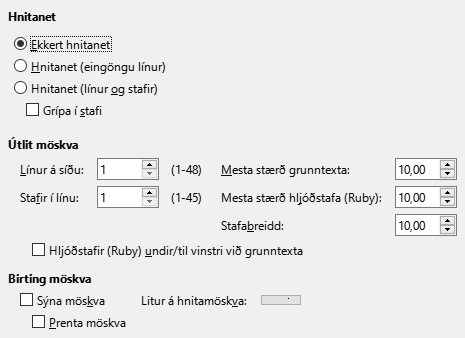 Hnitanet
Ekkert hnitanet
Hnitanet (eingöngu línur)
Hnitanet (línur og stafir)
Grípa í stafi
Útlit möskva
Línur á síðu: 1 (1-48) Mesta stærð grunntexta: 10,00
Stafir í línu: 1 (1-45) Mesta stærð hljóðstafa (Ruby): 10,00
Stafabreidd: 10,00
Hljóðstafir (Ruby) undir/til vinstri við grunntexta
Birting möskva
Sýna möskva Litur á hnitamöskva:
Prenta möskva